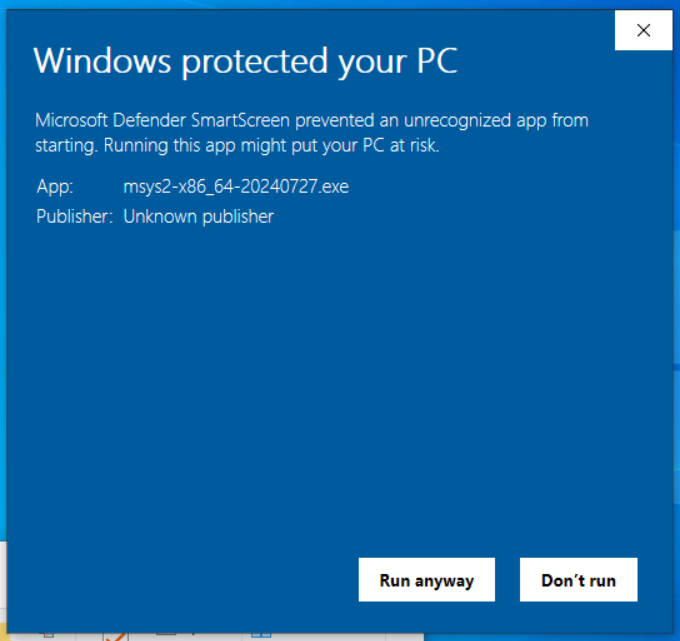 Windows protected your PC
Microsoft Defender SmartScreen prevented an unrecognized app from
starting. Running this app might put your PC at risk.
App: msys2-x86_64-20240727.exe
Publisher: Unknown publisher
Run anyway Don't run